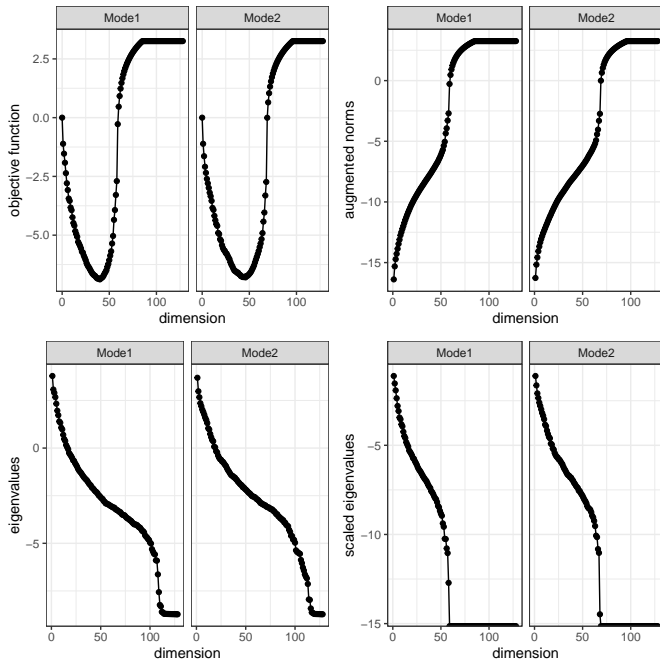 Mode1 Mode2
2.5
0.0
−2.5
−5.0
objective function
0 50 100 0 50 100
dimension
Mode1 Mode2
0
−5
−10
−15
augmented norms
0 50 100 0 50 100
dimension
Mode1 Mode2
0
−5
eigenvalues
0 50 100 0 50 100
dimension
Mode1 Mode2
−5
−10
−15
scaled eigenvalues
0 50 100 0 50 100
dimension